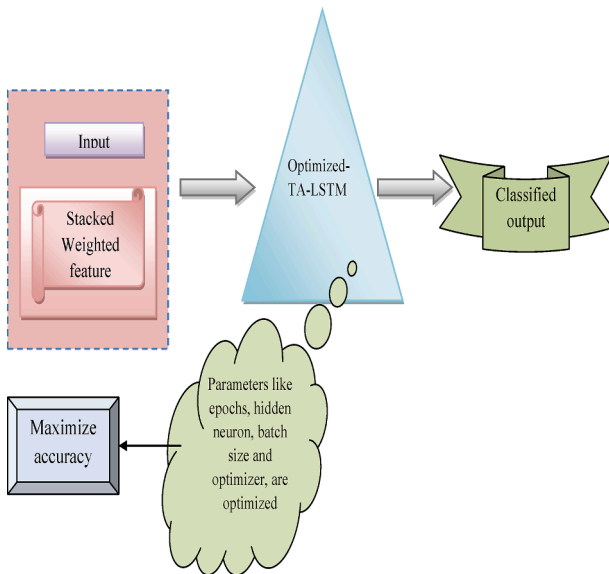 Input
Stacked
Weighted
feature
Optimized-
TA-LSTM
Classified
output
Parameters like
epochs, hidden
neuron, batch
size and
optimizer, are
optimized
Maximize
accuracy